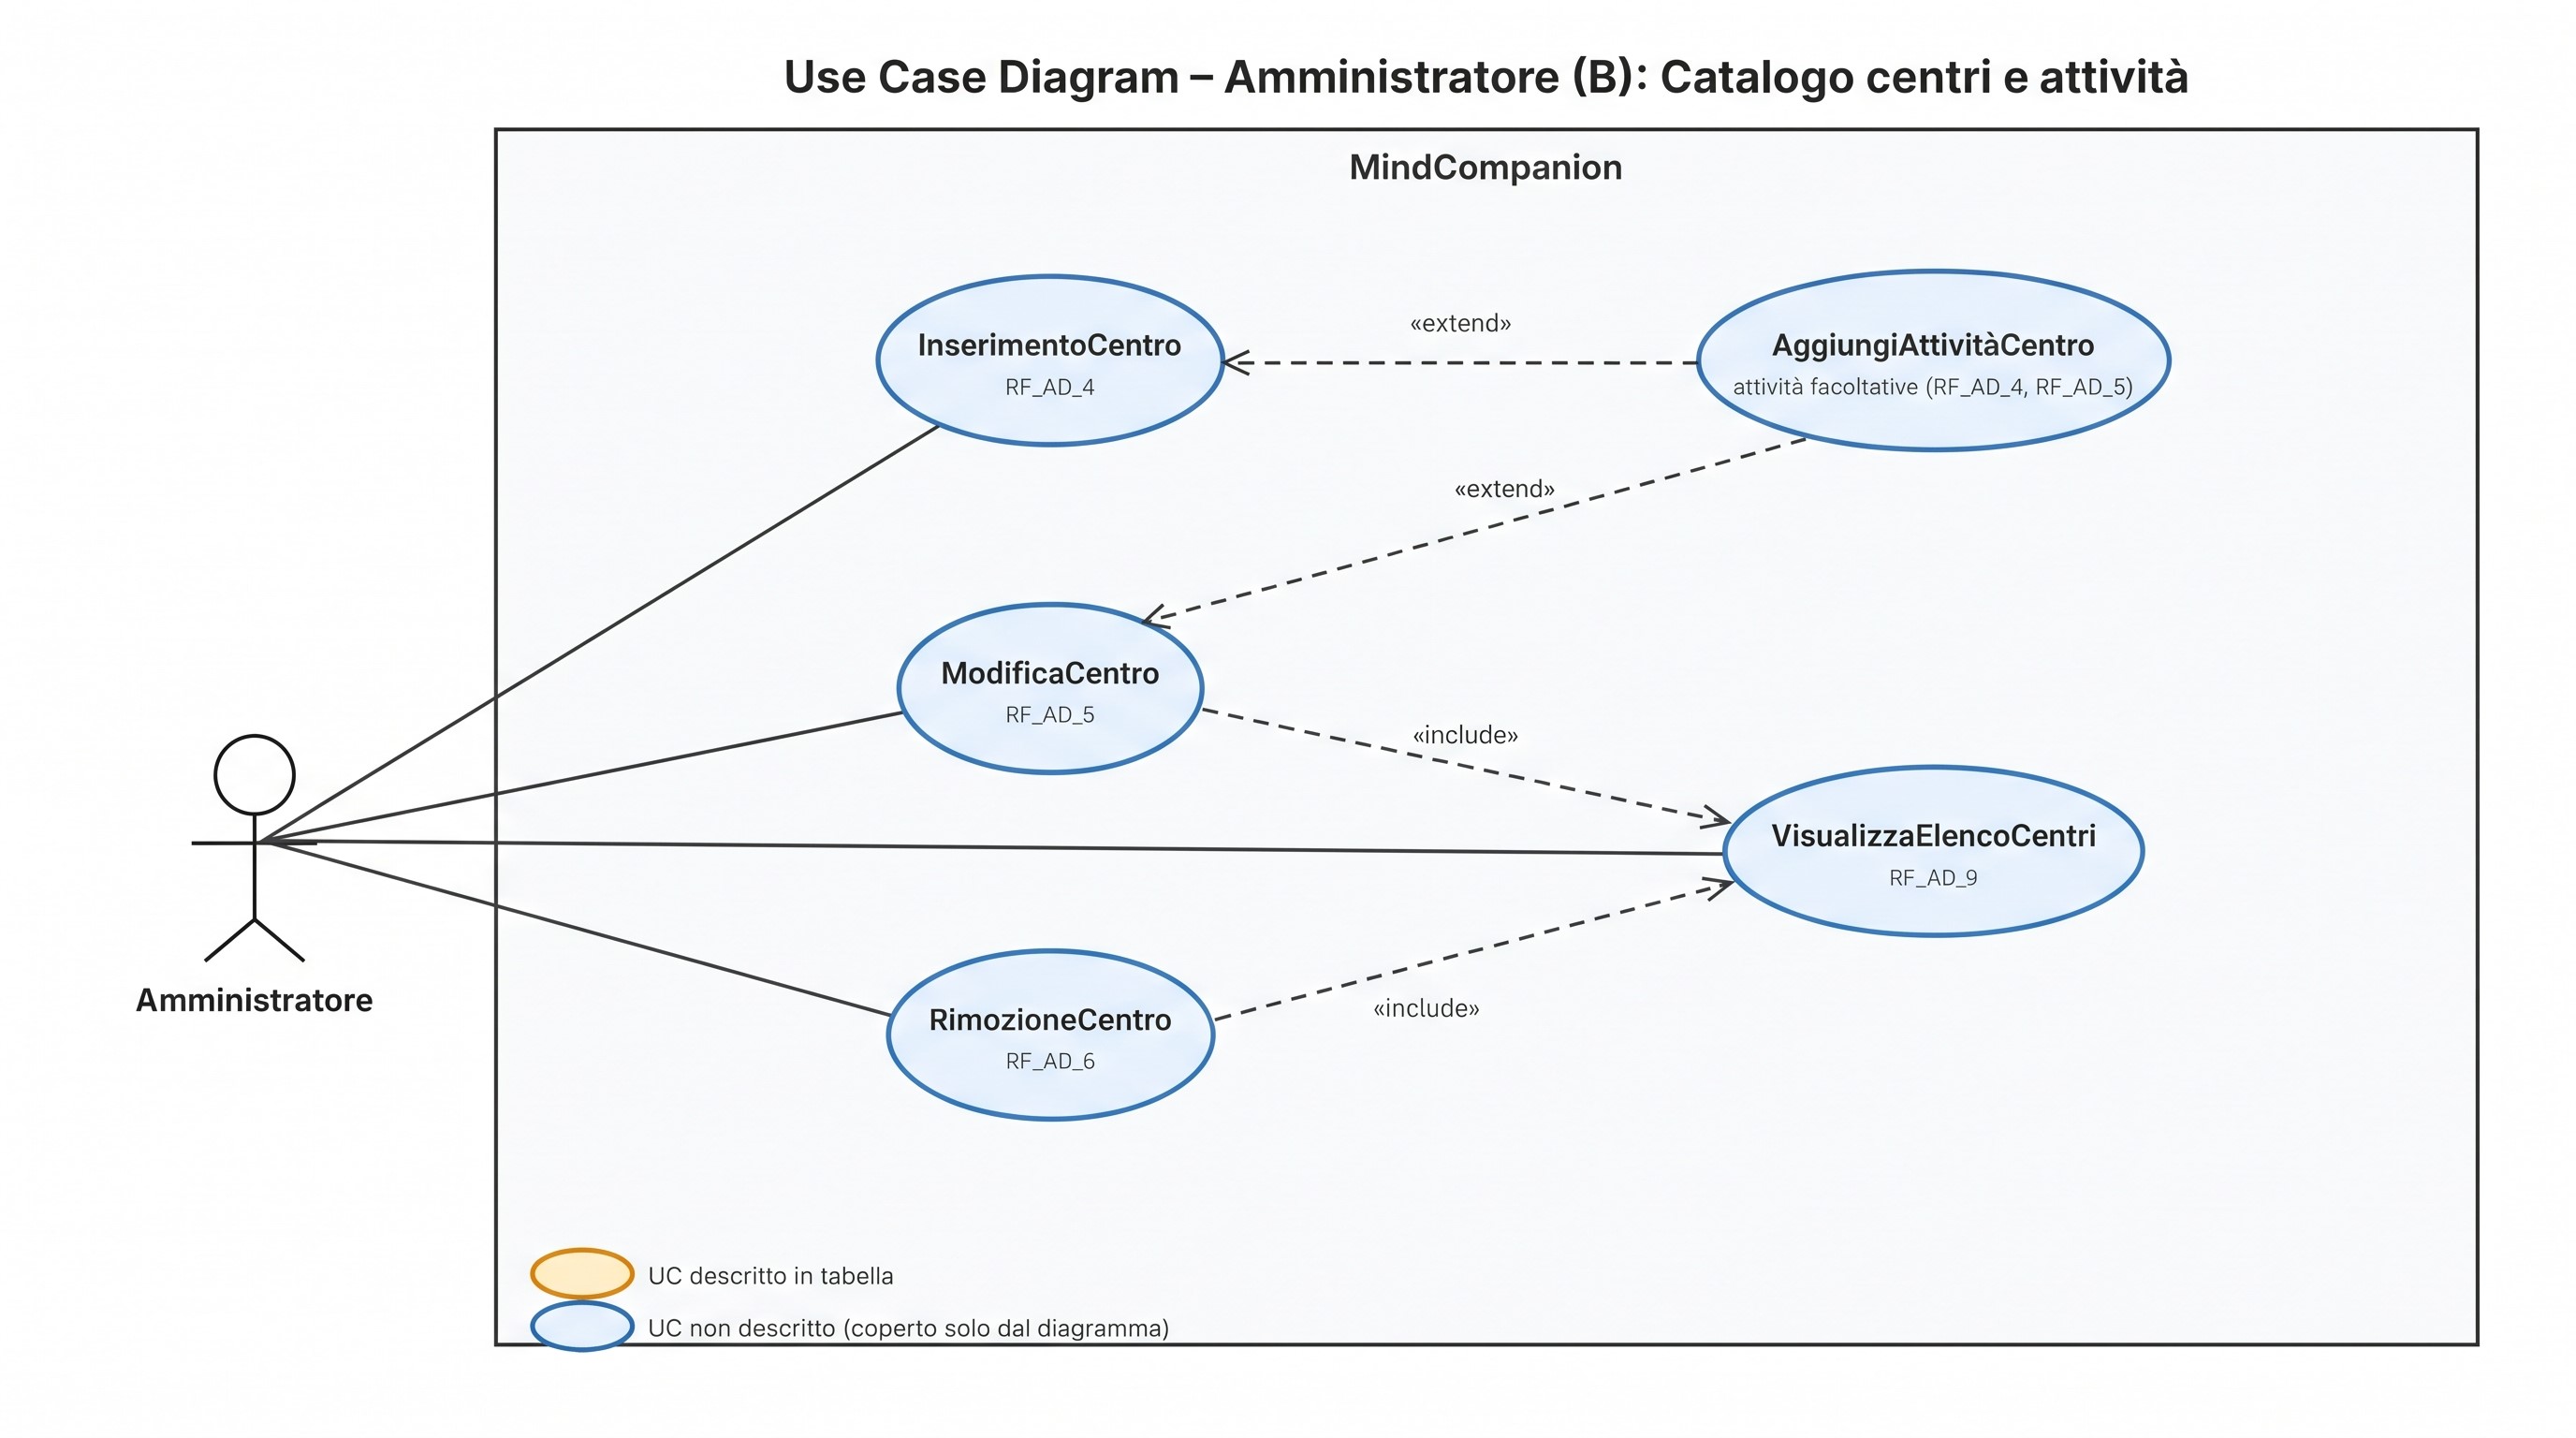 Use Case Diagram – Amministratore (B): Catalogo centri e attività
MindCompanion
InserimentoCentro
RF_AD_4
«extend»
AggiungiAttivitàCentro
attività facoltative (RF_AD_4, RF_AD_5)
«extend»
ModificaCentro
RF_AD_5
«include»
VisualizzaElencoCentri
RF_AD_9
Amministratore
RimozioneCentro
RF_AD_6
«include»
UC descritto in tabella
UC non descritto (coperto solo dal diagramma)